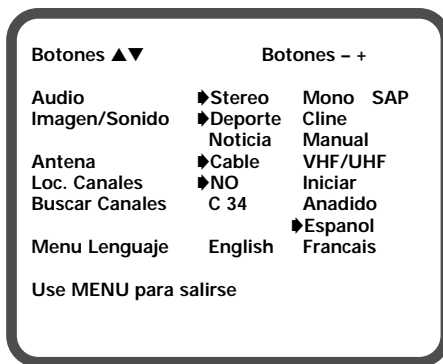 Botones ▲▼ Botones – +
Audio ➧Stereo Mono SAP
Imagen/Sonido ➧Deporte Cline
Noticia Manual
Antena ➧Cable VHF/UHF
Loc. Canales ➧NO Iniciar
Buscar Canales C 34 Anadido
➧Espanol
Menu Lenguaje English Francais
Use MENU para salirse